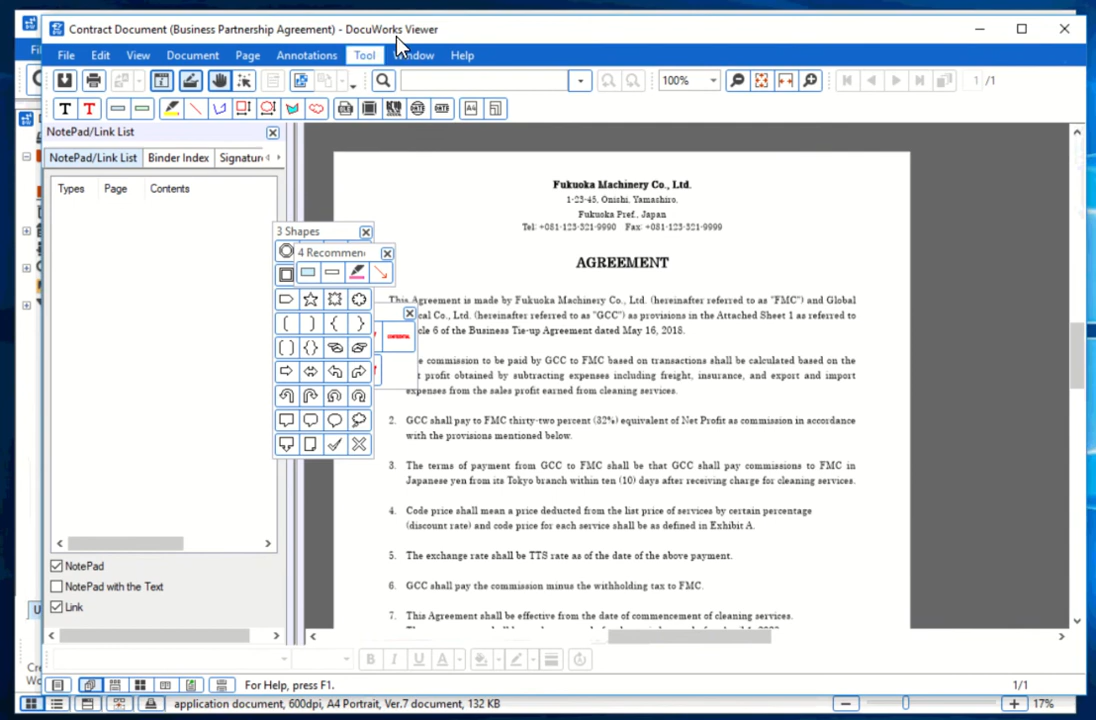 Contract Document (Business Partnership Agreement) - DocuWorks Viewer
File Edit View Document Page Annotations Tool Window Help
100% 1 /1
T T
NotePad/Link List
NotePad/Link List Binder Index Signatur
Types Page Contents
3 Shapes
4 Recommen
CONFIDENTIAL
NotePad
NotePad with the Text
Link
Fukuoka Machinery Co., Ltd.
1-23-45, Onishi, Yamashiro,
Fukuoka Pref., Japan
Tel: +081-123-321-9990 Fax: +081-123-321-9999
AGREEMENT
This Agreement is made by Fukuoka Machinery Co., Ltd. (hereinafter referred to as "FMC") and Global
cal Co., Ltd. (hereinafter referred to as "GCC") as provisions in the Attached Sheet 1 as referred to
cle 6 of the Business Tie-up Agreement dated May 16, 2018.
e commission to be paid by GCC to FMC based on transactions shall be calculated based on the
t profit obtained by subtracting expenses including freight, insurance, and export and import
expenses from the sales profit earned from cleaning services.
2. GCC shall pay to FMC thirty-two percent (32%) equivalent of Net Profit as commission in accordance
with the provisions mentioned below.
3. The terms of payment from GCC to FMC shall be that GCC shall pay commissions to FMC in
Japanese yen from its Tokyo branch within ten (10) days after receiving charge for cleaning services.
4. Code price shall mean a price deducted from the list price of services by certain percentage
(discount rate) and code price for each service shall be as defined in Exhibit A.
5. The exchange rate shall be TTS rate as of the date of the above payment.
6. GCC shall pay the commission minus the withholding tax to FMC.
7. This Agreement shall be effective from the date of commencement of cleaning services.
B I U A
For Help, press F1. 1/1
application document, 600dpi, A4 Portrait, Ver.7 document, 132 KB 17%